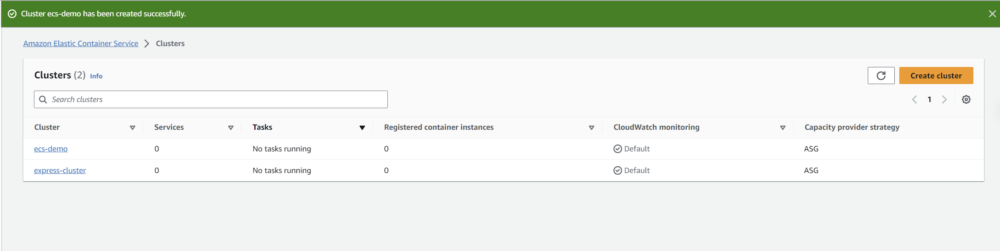 Cluster ecs-demo has been created successfully.
Amazon Elastic Container Service > Clusters
Clusters (2) Info
Create cluster
Search clusters
1
Cluster Services Tasks Registered container instances CloudWatch monitoring Capacity provider strategy
ecs-demo 0 No tasks running 0 Default ASG
express-cluster 0 No tasks running 0 Default ASG